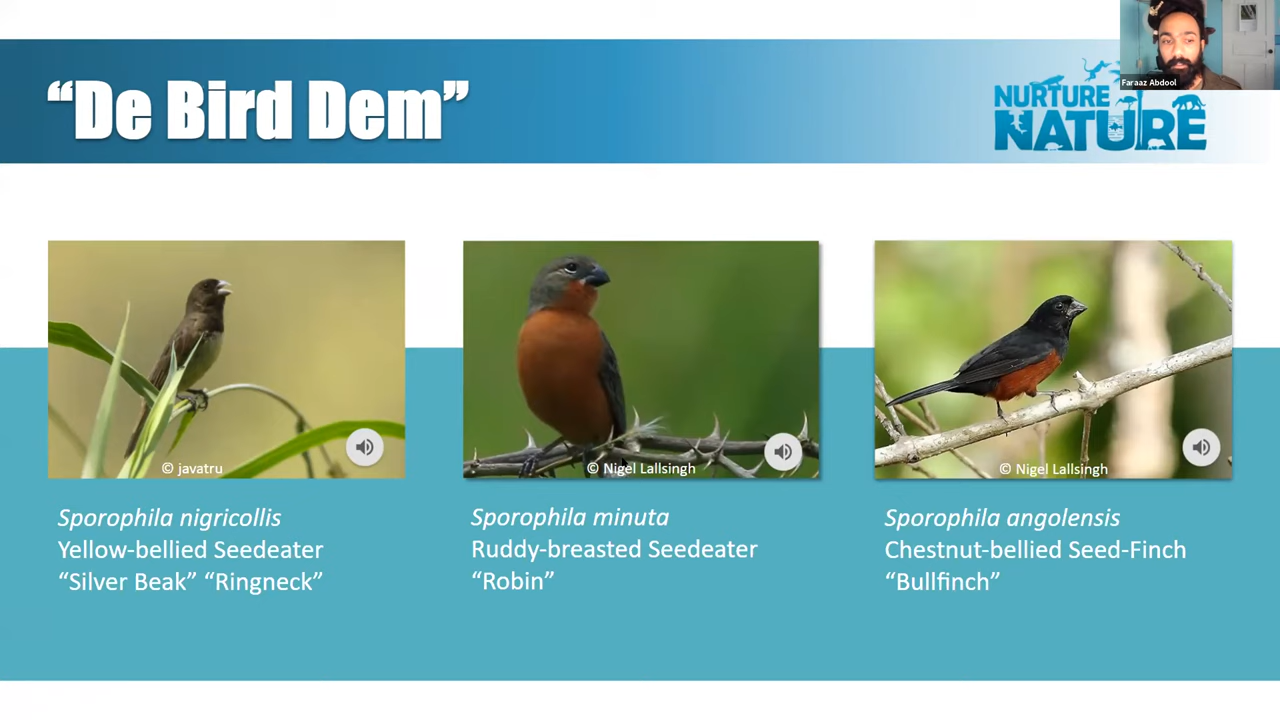 “De Bird Dem”
Faraaz Abdool
NURTURE
NATURE
© javatru
© Nigel Lallsingh
© Nigel Lallsingh
Sporophila nigricollis
Yellow-bellied Seedeater
“Silver Beak” “Ringneck”
Sporophila minuta
Ruddy-breasted Seedeater
“Robin”
Sporophila angolensis
Chestnut-bellied Seed-Finch
“Bullfinch”